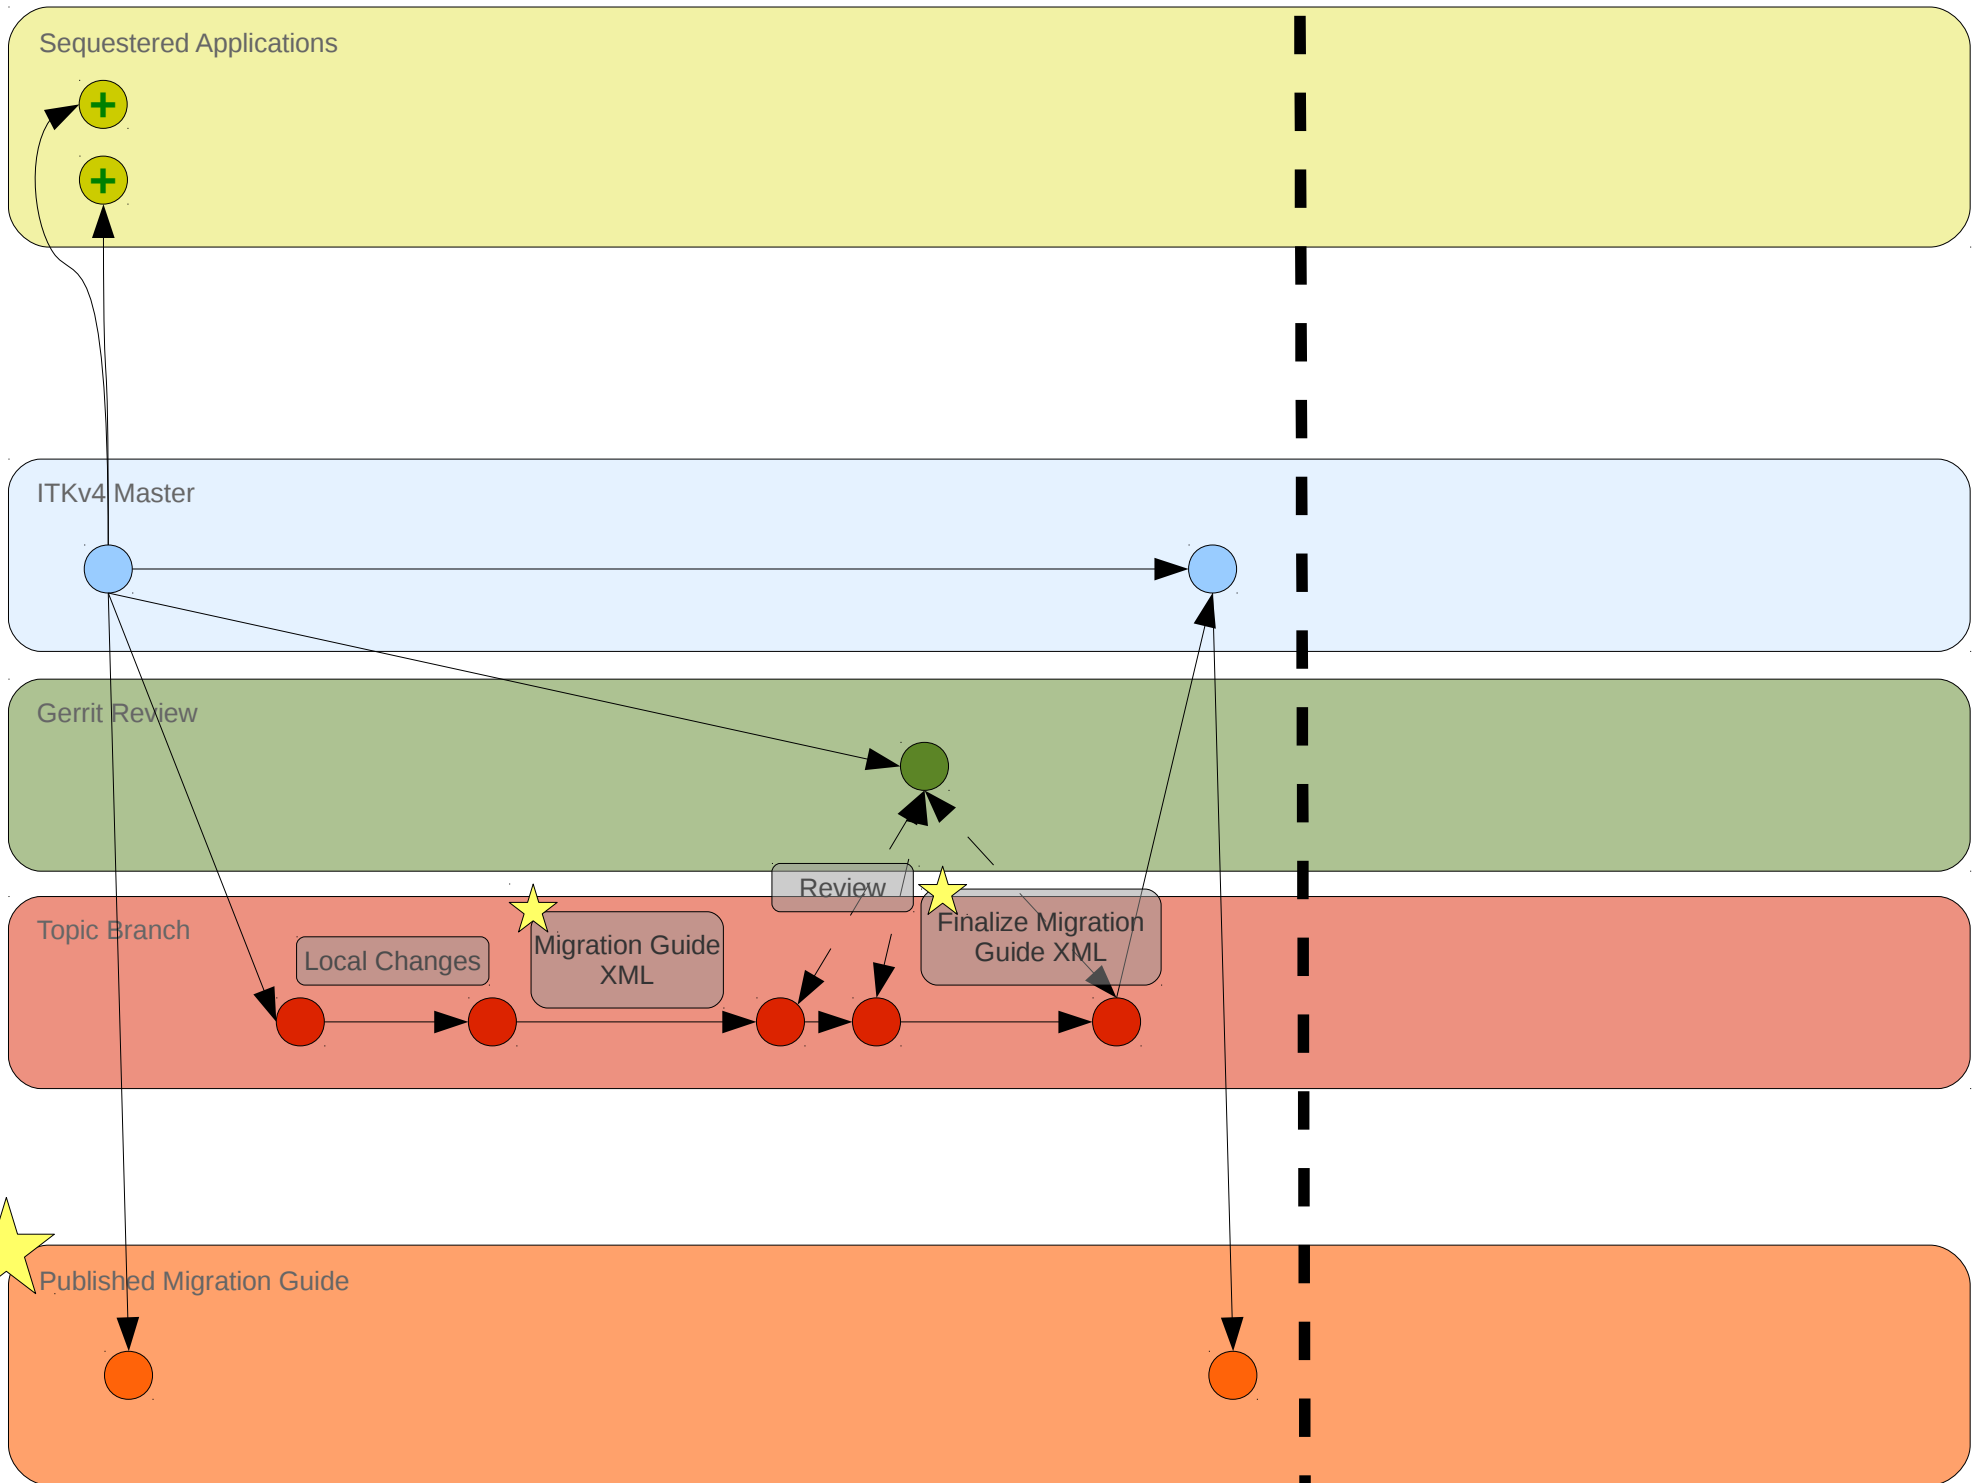 Sequestered Applications
ITKv4 Master
Gerrit Review
Review
Topic Branch
Local Changes
Migration Guide
XML
Finalize Migration
Guide XML
Published Migration Guide